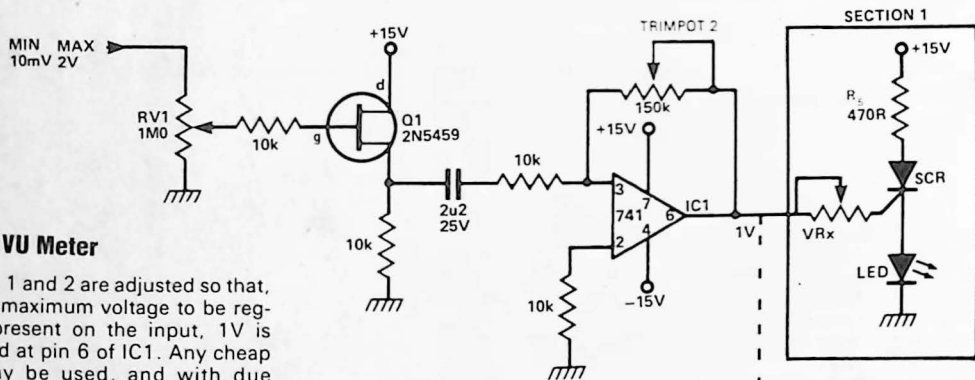 SECTION 1
TRIMPOT 2
+15V
+15V
MIN MAX
10mV 2V
d
RV1
1M0
10k
g
Q1
2N5459
150k
+15V
R5
470R
10k
3
7
741
6
IC1
2
4
1V
SCR
VRx
2u2
25V
10k
10k
-15V
LED
VU Meter
1 and 2 are adjusted so that,
maximum voltage to be reg-
present on the input, 1V is
d at pin 6 of IC1. Any cheap
be used, and with due